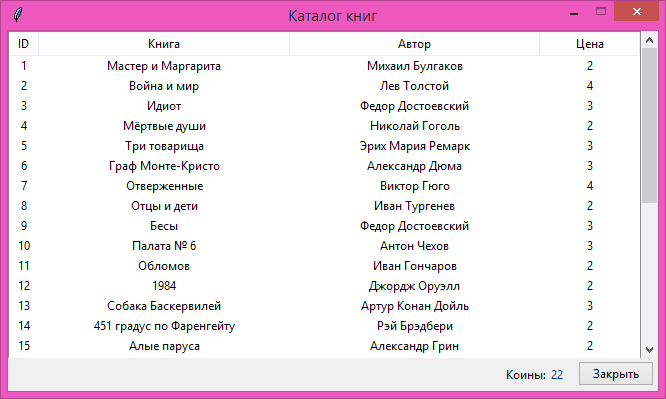 Каталог книг
ID Книга Автор Цена
1 Мастер и Маргарита Михаил Булгаков 2
2 Война и мир Лев Толстой 4
3 Идиот Федор Достоевский 3
4 Мёртвые души Николай Гоголь 2
5 Три товарища Эрих Мария Ремарк 3
6 Граф Монте-Кристо Александр Дюма 3
7 Отверженные Виктор Гюго 4
8 Отцы и дети Иван Тургенев 2
9 Бесы Федор Достоевский 3
10 Палата № 6 Антон Чехов 3
11 Обломов Иван Гончаров 2
12 1984 Джордж Оруэлл 2
13 Собака Баскервилей Артур Конан Дойль 3
14 451 градус по Фаренгейту Рэй Брэдбери 2
15 Алые паруса Александр Грин 2
Коины: 22 Закрыть